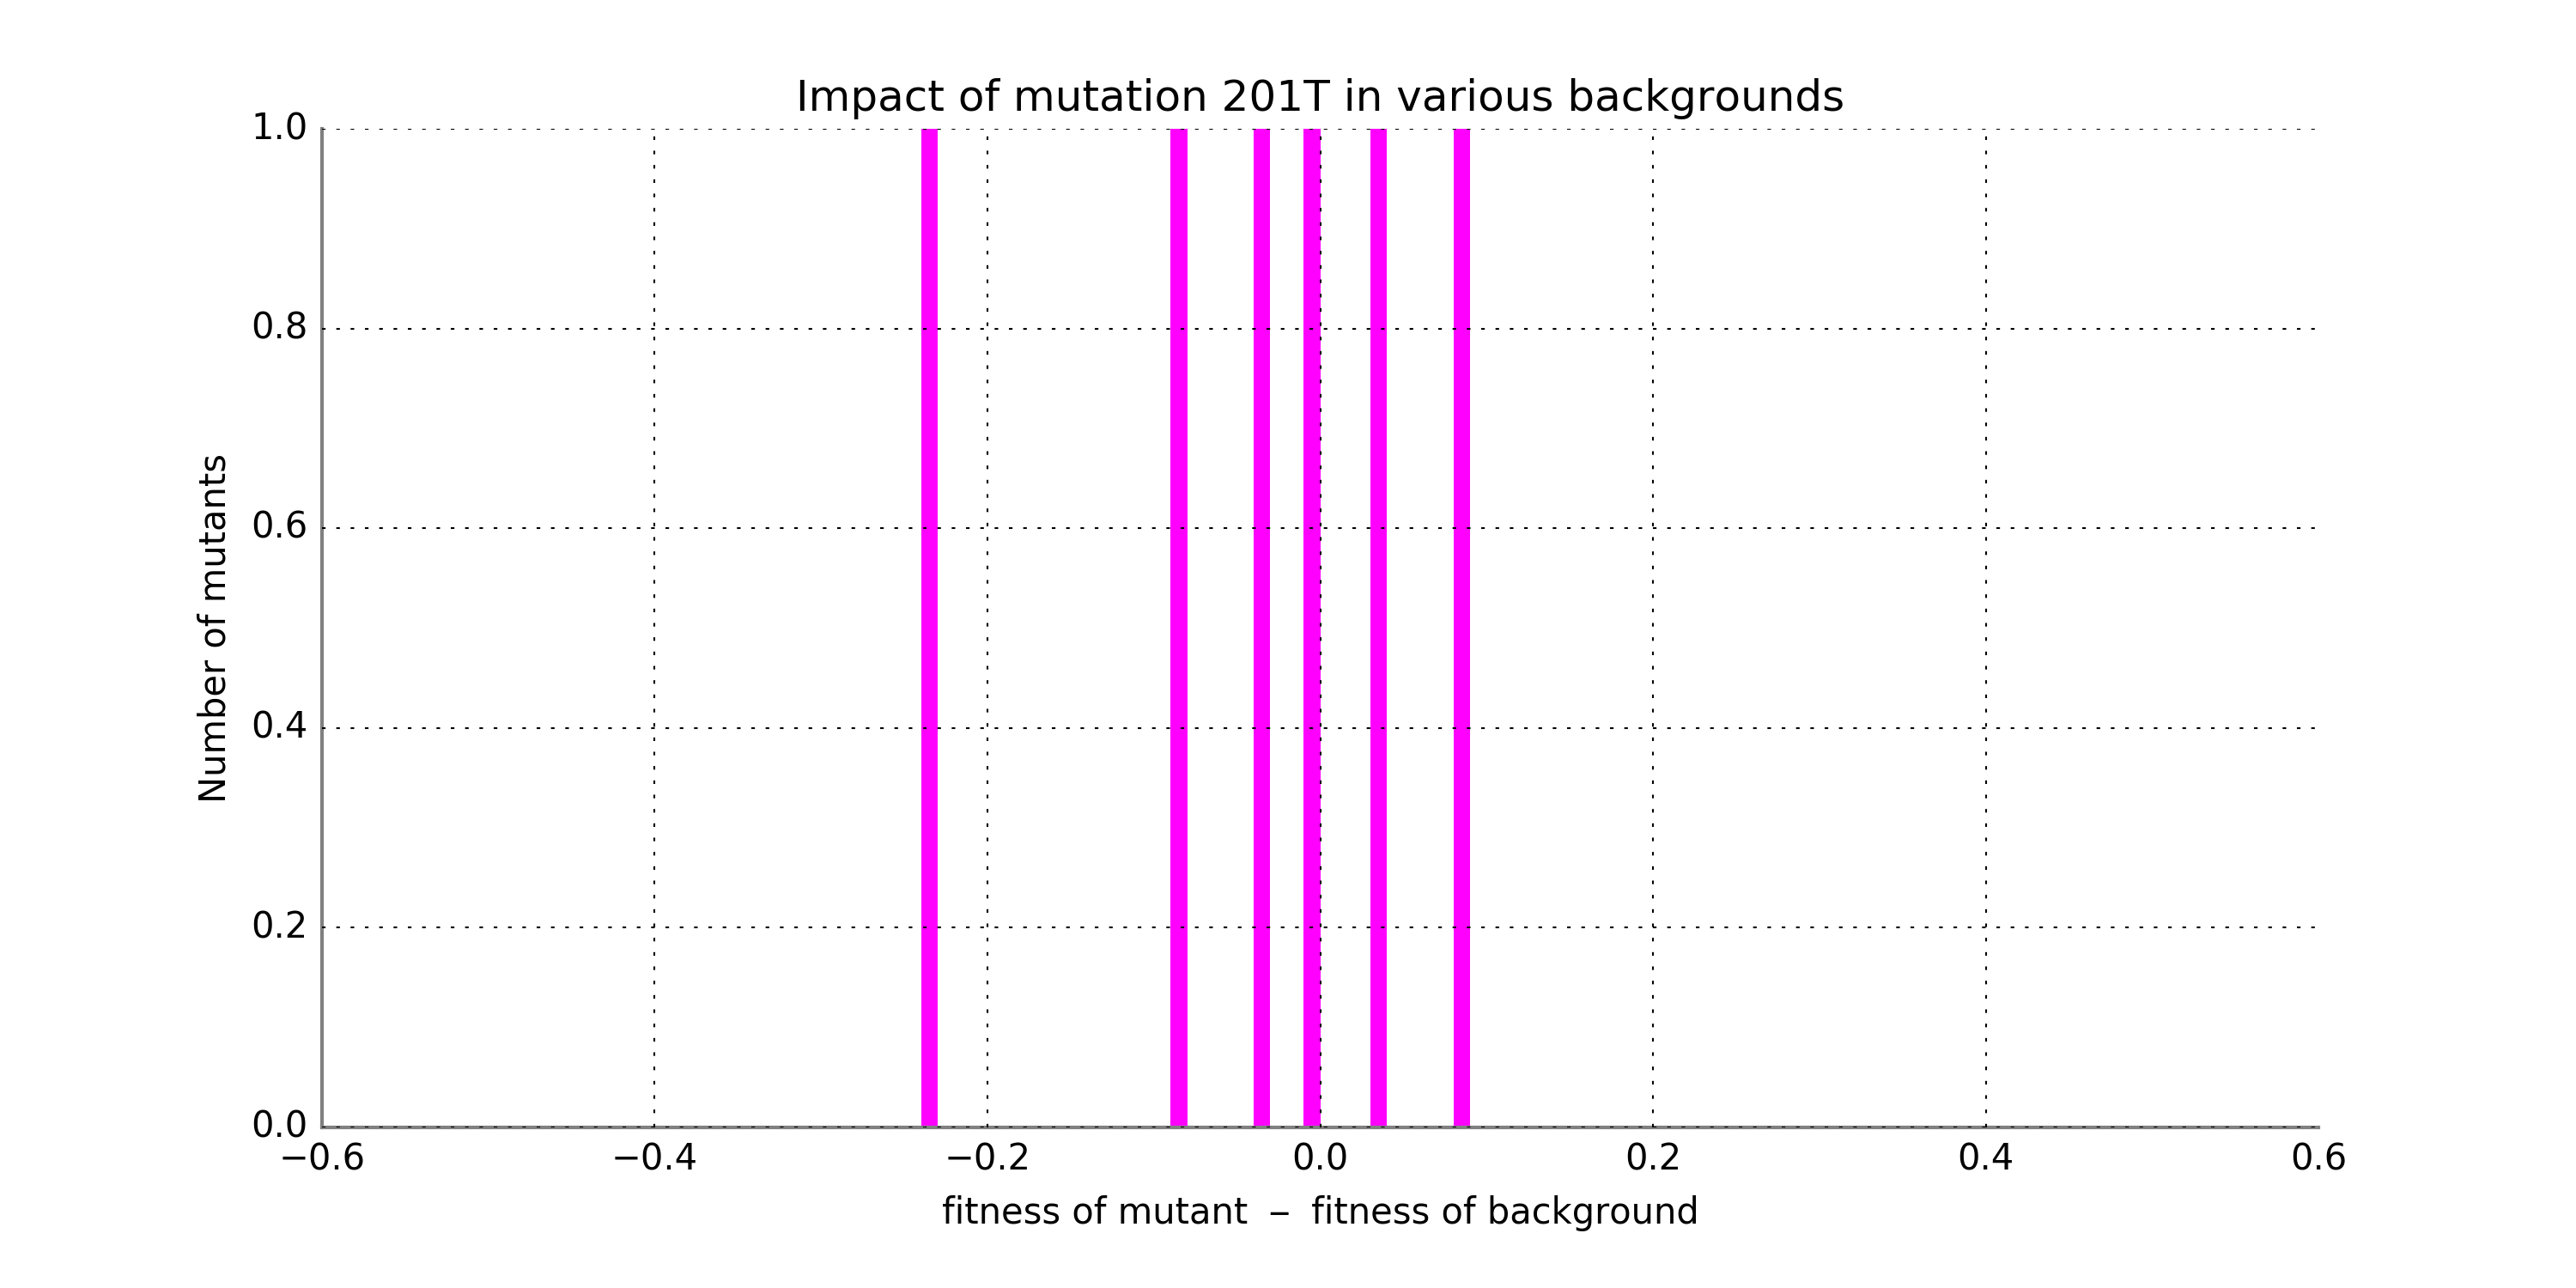 Impact of mutation 201T in various backgrounds
1.0
0.8
0.6
0.4
0.2
0.0
Number of mutants
−0.6 −0.4 −0.2 0.0 0.2 0.4 0.6
fitness of mutant − fitness of background